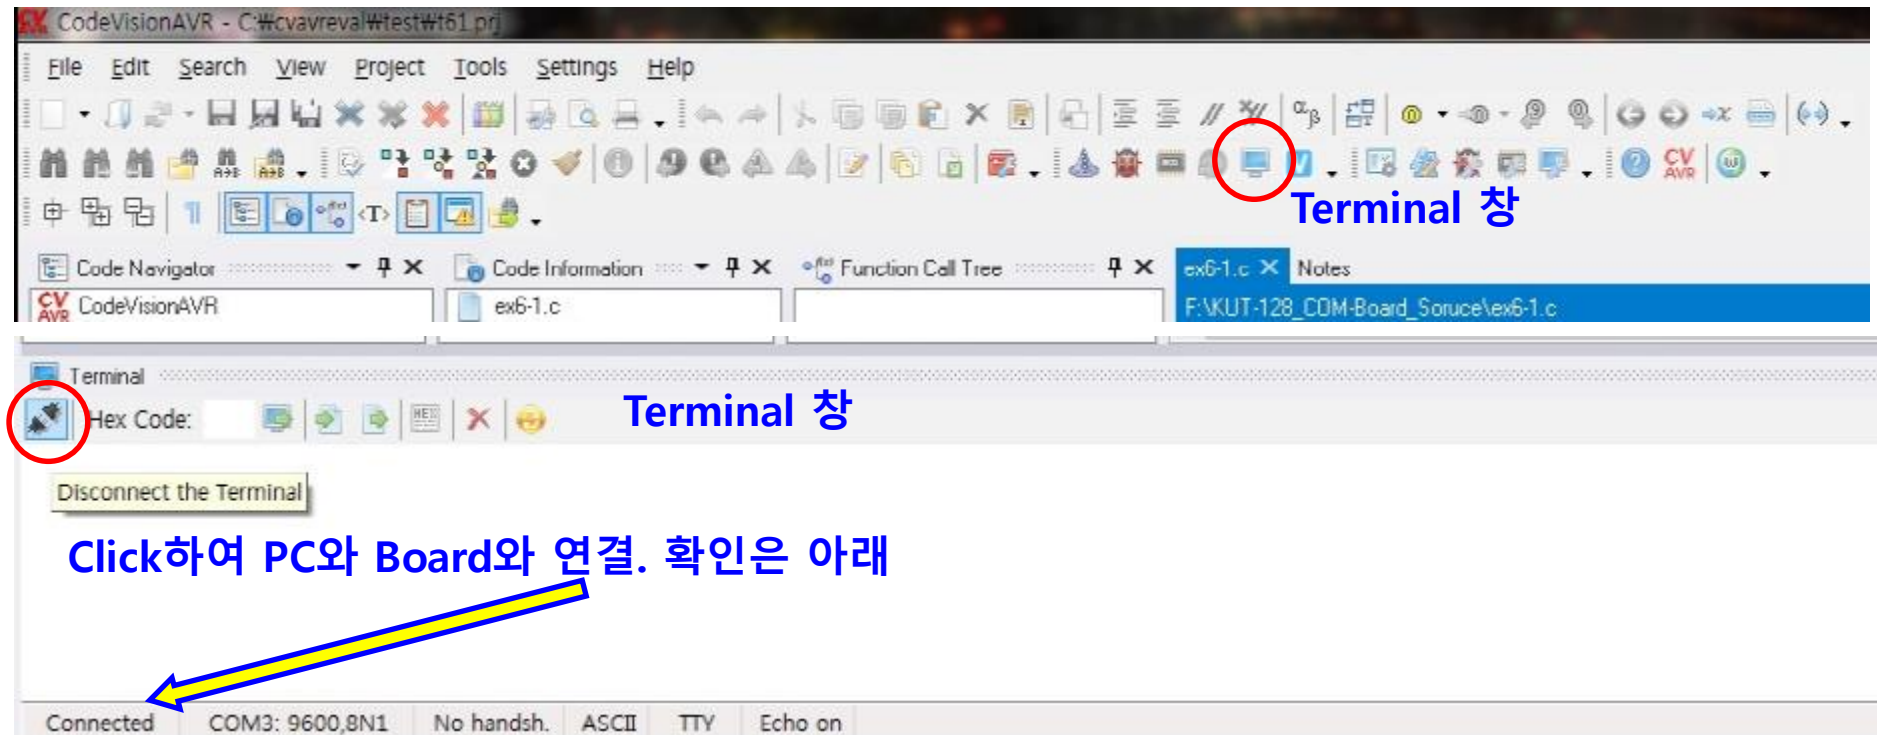 CodeVisionAVR - C:₩cvavreval₩test₩t61.prj
File Edit Search View Project Tools Settings Help
Terminal 창
Code Navigator Code Information Function Call Tree ex6-1.c Notes
CodeVisionAVR ex6-1.c F:\KUT-128_COM-Board_Soruce\ex6-1.c
Terminal
Hex Code:
Terminal 창
Disconnect the Terminal
Click하여 PC와 Board와 연결. 확인은 아래
Connected COM3: 9600,8N1 No handsh. ASCII TTY Echo on